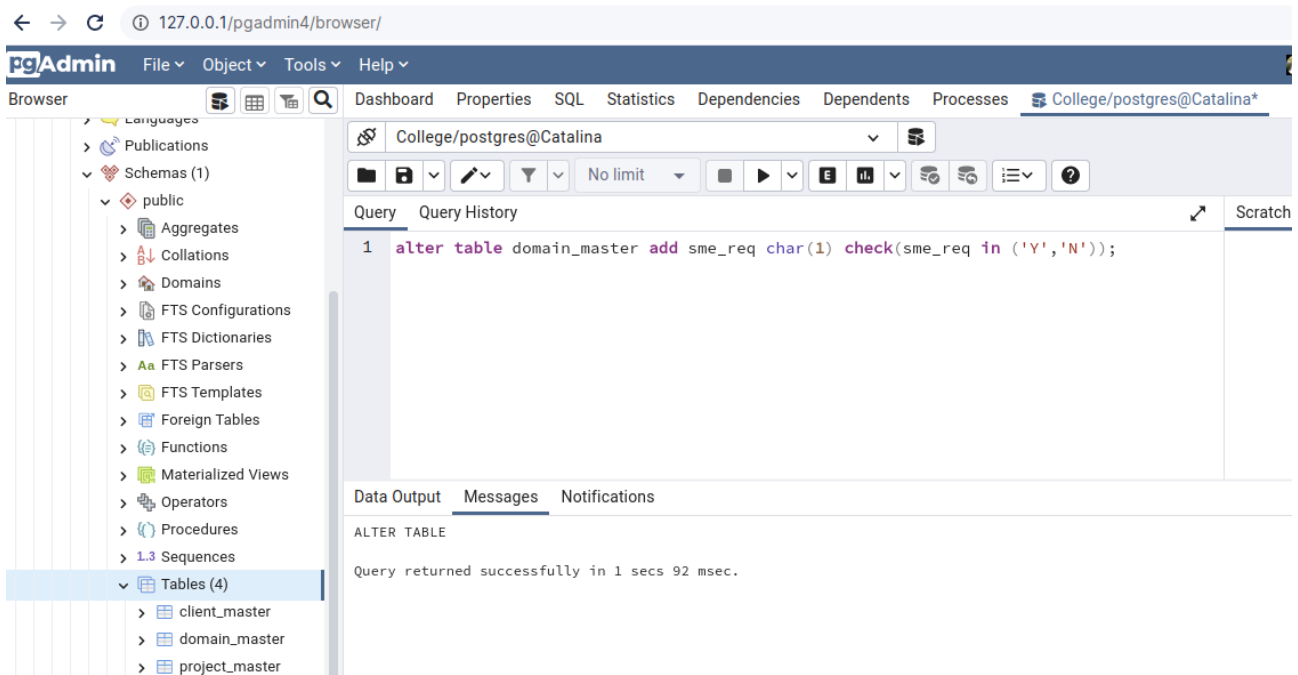 127.0.0.1/pgadmin4/browser/
pgAdmin File Object Tools Help
Browser
Dashboard Properties SQL Statistics Dependencies Dependents Processes College/postgres@Catalina*
Languages
Publications
Schemas (1)
public
Aggregates
Collations
Domains
FTS Configurations
FTS Dictionaries
Aa FTS Parsers
FTS Templates
Foreign Tables
Functions
Materialized Views
Operators
Procedures
1..3 Sequences
Tables (4)
client_master
domain_master
project_master
College/postgres@Catalina
No limit E
Query Query History
Scratch
1 alter table domain_master add sme_req char(1) check(sme_req in ('Y','N'));
Data Output Messages Notifications
ALTER TABLE
Query returned successfully in 1 secs 92 msec.